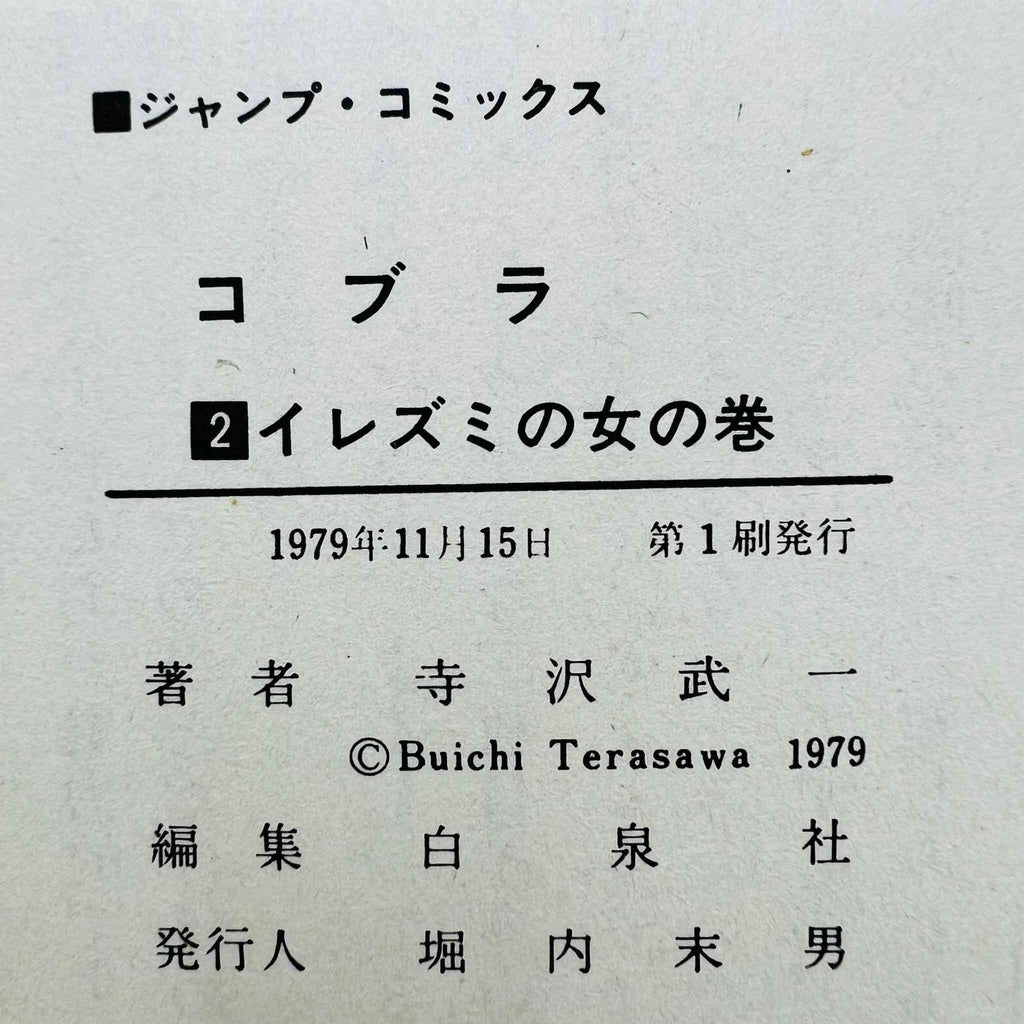 ■ジャンプ・コミックス
コブラ
2イレズミの女の巻
1979年11月15日 第1刷発行
著者 寺沢武一
©Buichi Terasawa 1979
編集 白泉社
発行人 堀内末男